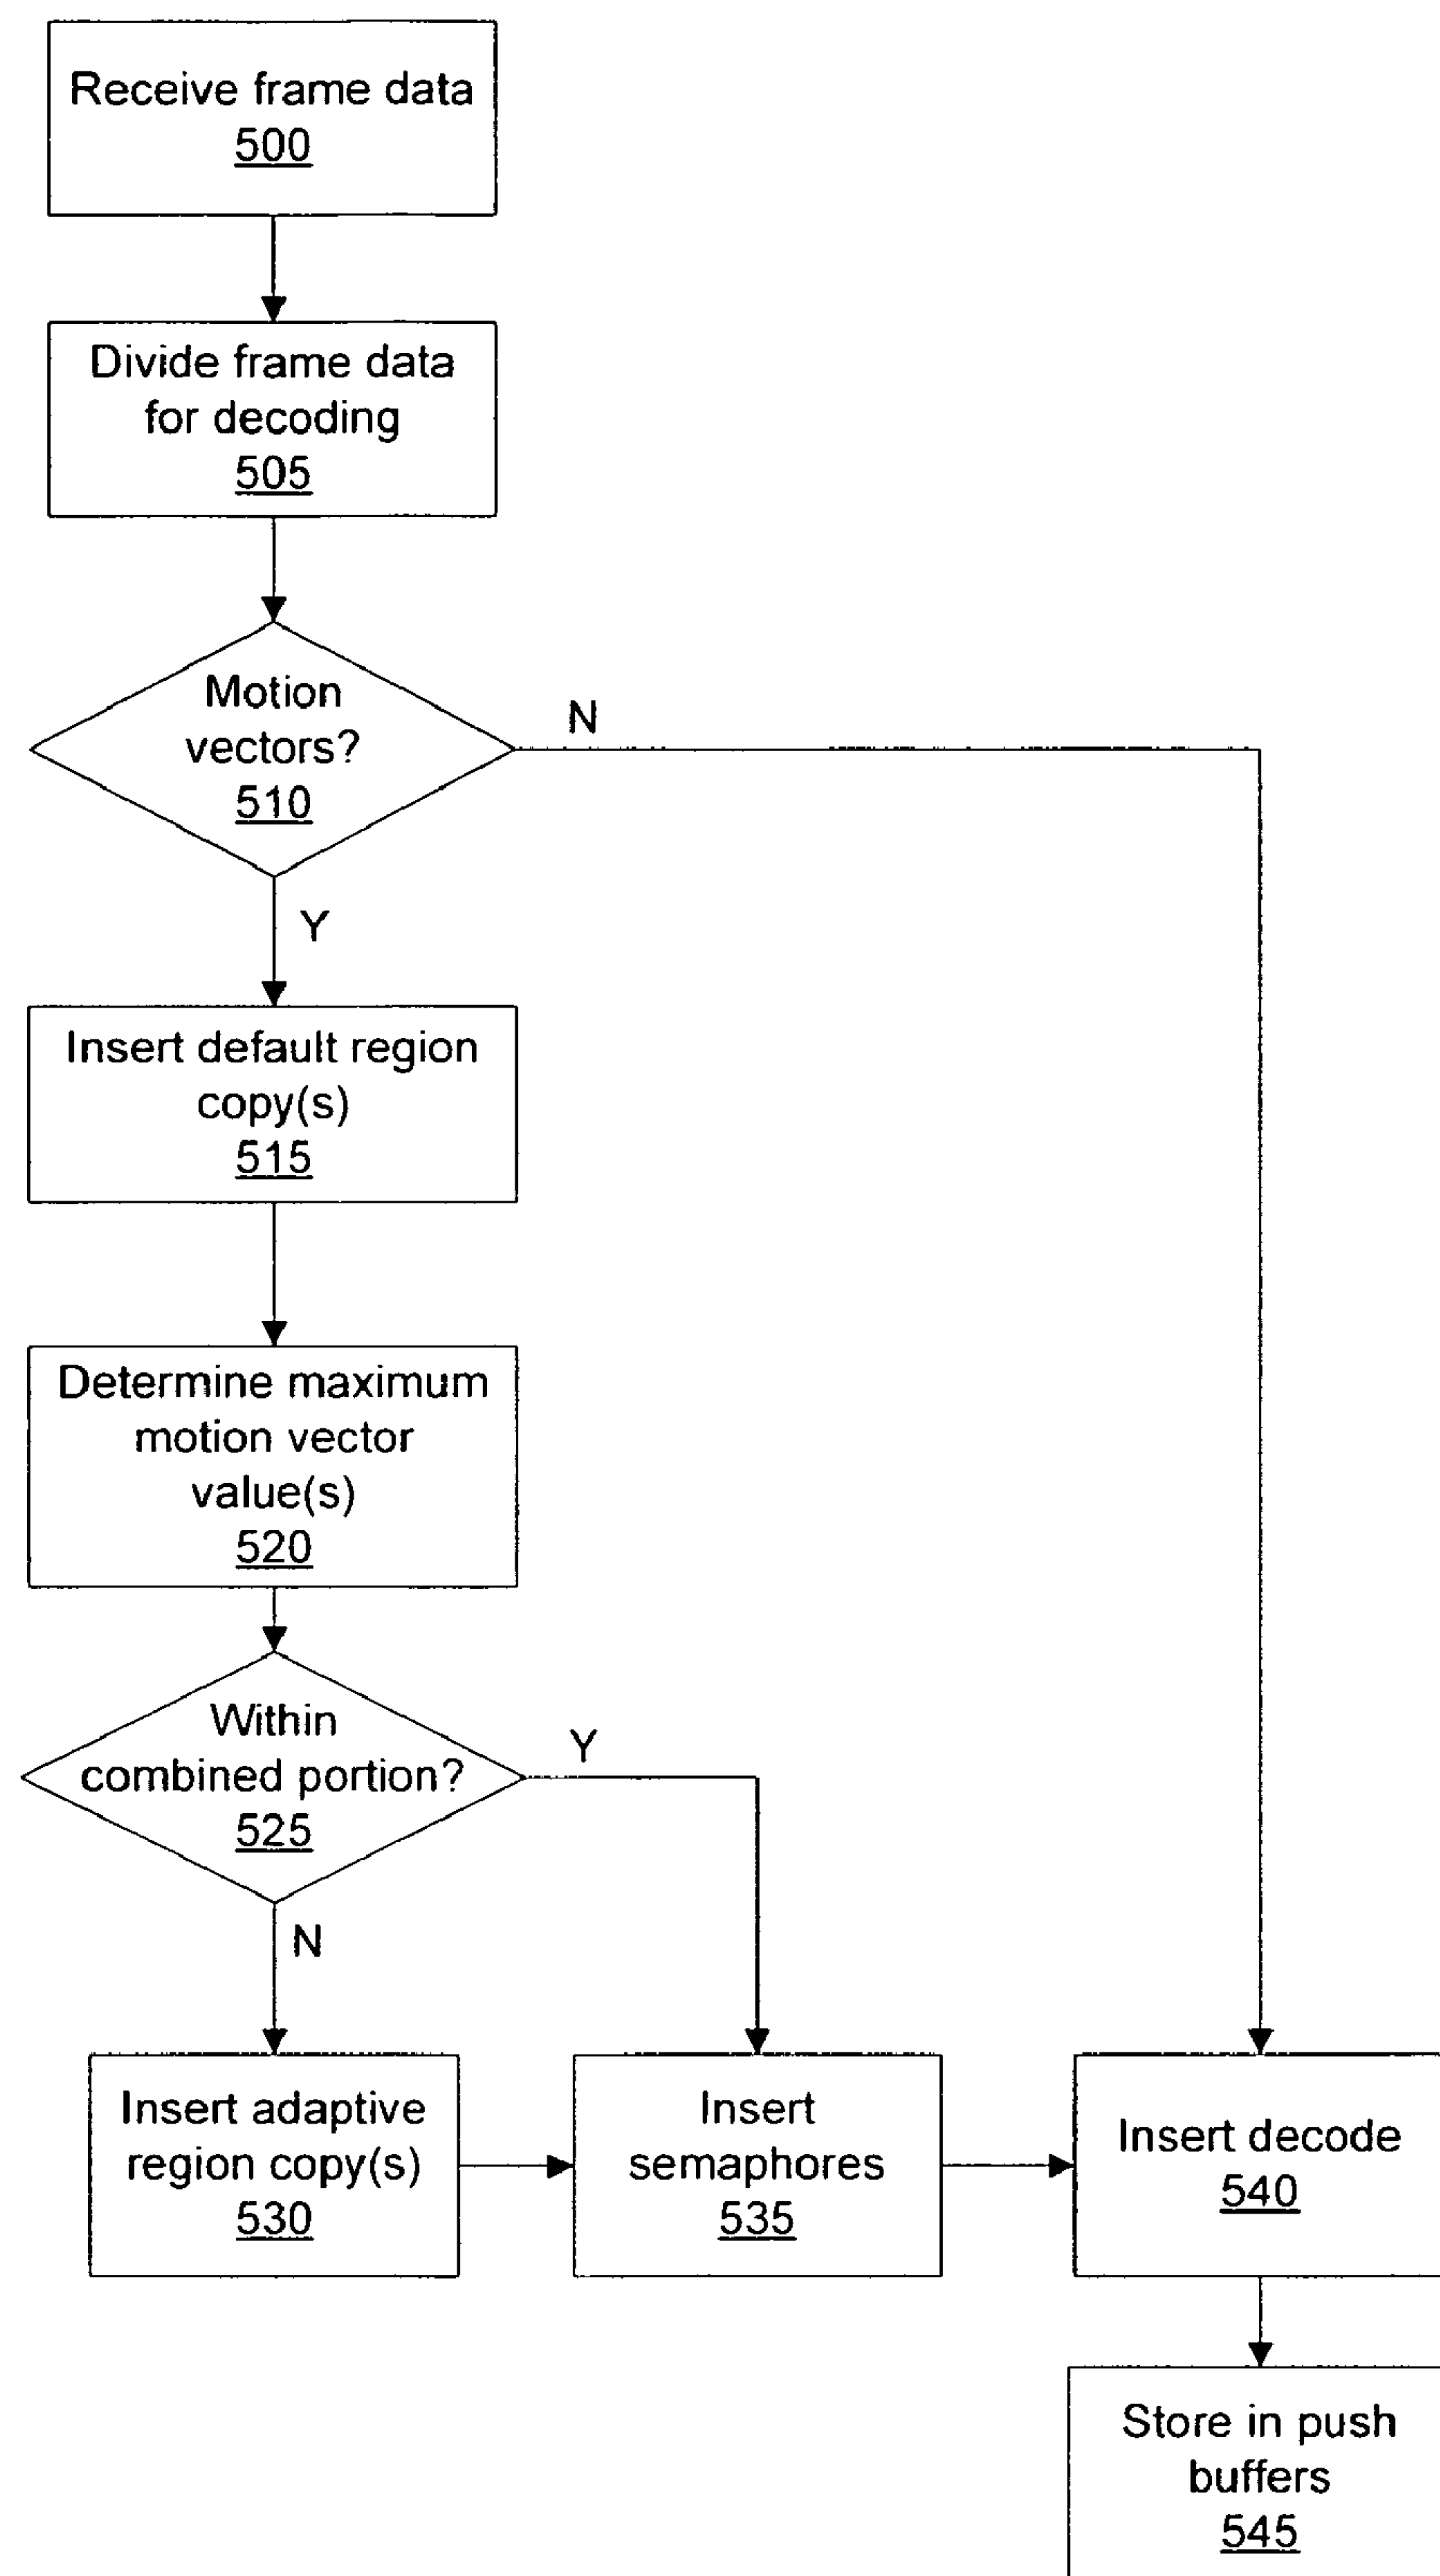 Receive frame data
500
Divide frame data
for decoding
505
Motion
vectors?
510
N
Y
Insert default region
copy(s)
515
Determine maximum
motion vector
value(s)
520
Within
combined portion?
525
Y
N
Insert adaptive
region copy(s)
530
Insert
semaphores
535
Insert decode
540
Store in push
buffers
545